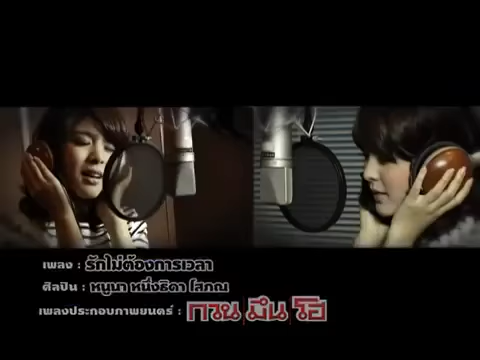 เพลง : รักไม่ต้องการเวลา
ศิลปิน : หนูนา หนึ่งธิดา โสภณ
เพลงประกอบภาพยนตร์ : กวน มึน โฮ